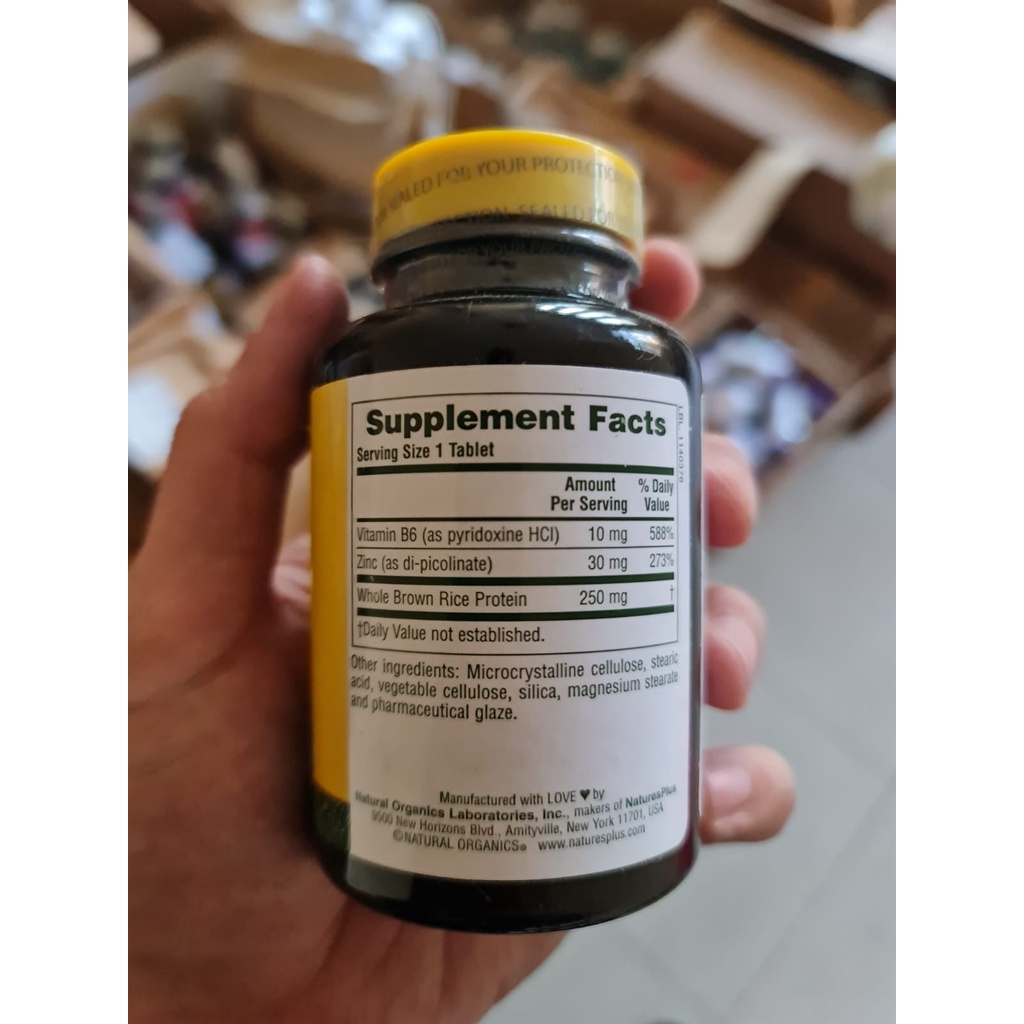 SEALED FOR YOUR PROTECTION
SEALED FOR
Supplement Facts
Serving Size 1 Tablet
Amount Per Serving % Daily Value
Vitamin B6 (as pyridoxine HCl) 10 mg 588%
Zinc (as di-picolinate) 30 mg 273%
Whole Brown Rice Protein 250 mg †
†Daily Value not established.
Other ingredients: Microcrystalline cellulose, stearic
acid, vegetable cellulose, silica, magnesium stearate
and pharmaceutical glaze.
Manufactured with LOVE ♥ by
Natural Organics Laboratories, Inc., makers of NaturesPlus
9500 New Horizons Blvd., Amityville, New York 11701, USA
©NATURAL ORGANICS® www.naturesplus.com